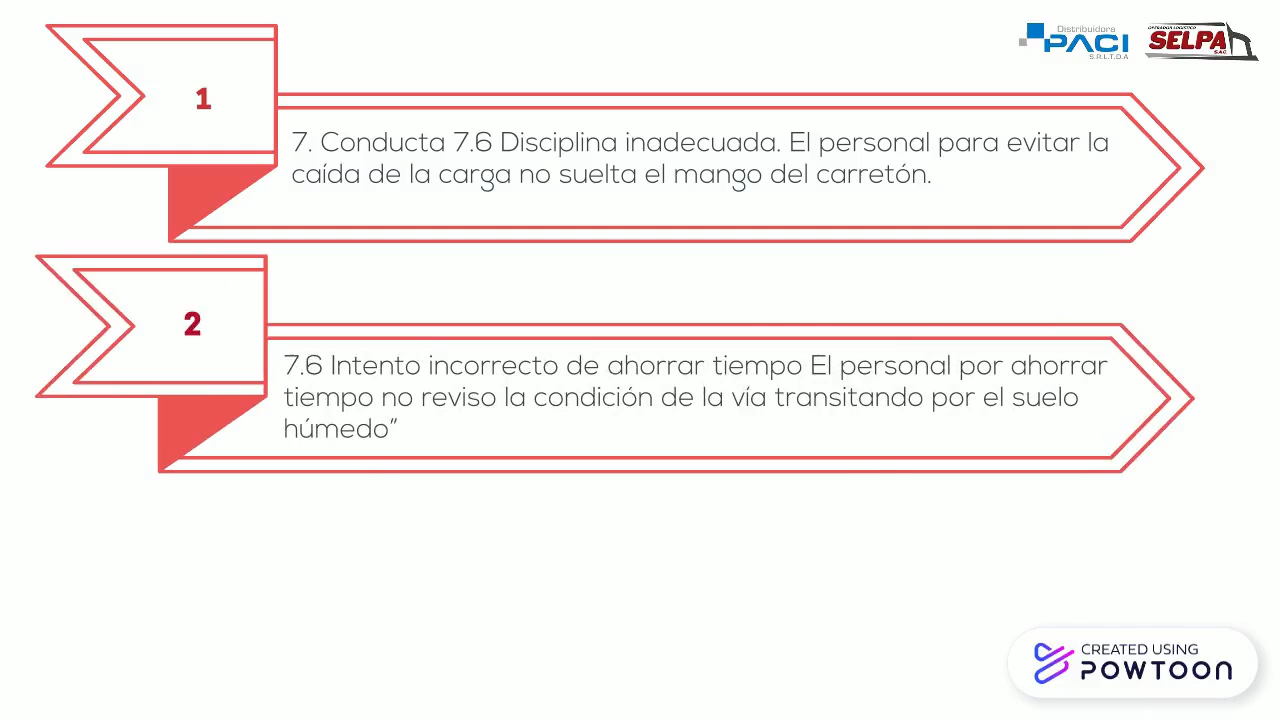 Distribuidora
PACI
S.R.L.T.D.A
OPERADOR LOGÍSTICO
SELPA
S.A.C
1
7. Conducta 7.6 Disciplina inadecuada. El personal para evitar la
caída de la carga no suelta el mango del carretón.
2
7.6 Intento incorrecto de ahorrar tiempo El personal por ahorrar
tiempo no reviso la condición de la vía transitando por el suelo
húmedo”
CREATED USING
POWTOON